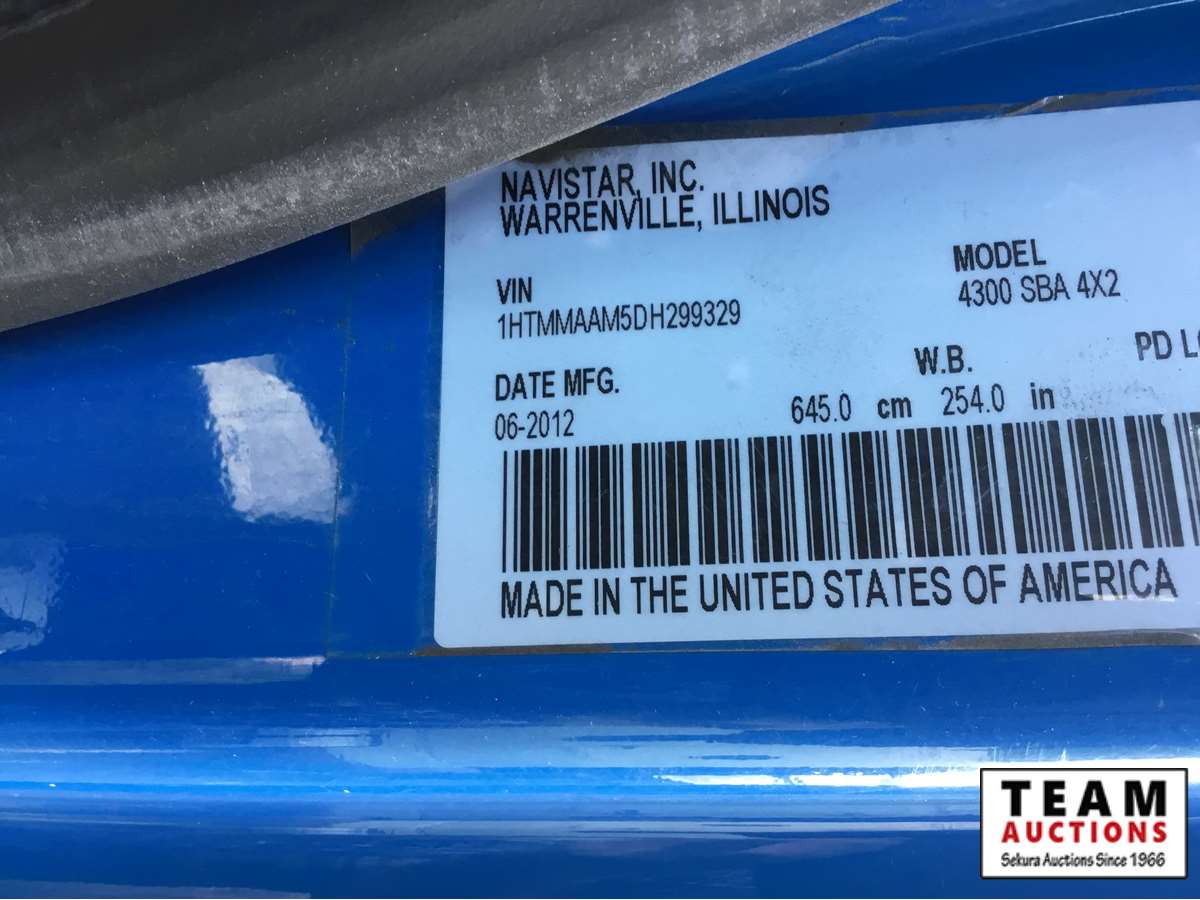 NAVISTAR, INC.
WARRENVILLE, ILLINOIS
VIN
1HTMMAAM5DH299329
MODEL
4300 SBA 4X2
DATE MFG.
06-2012
W.B.
645.0 cm 254.0 in
PD
MADE IN THE UNITED STATES OF AMERICA
TEAM
AUCTIONS
Sekura Auctions Since 1966